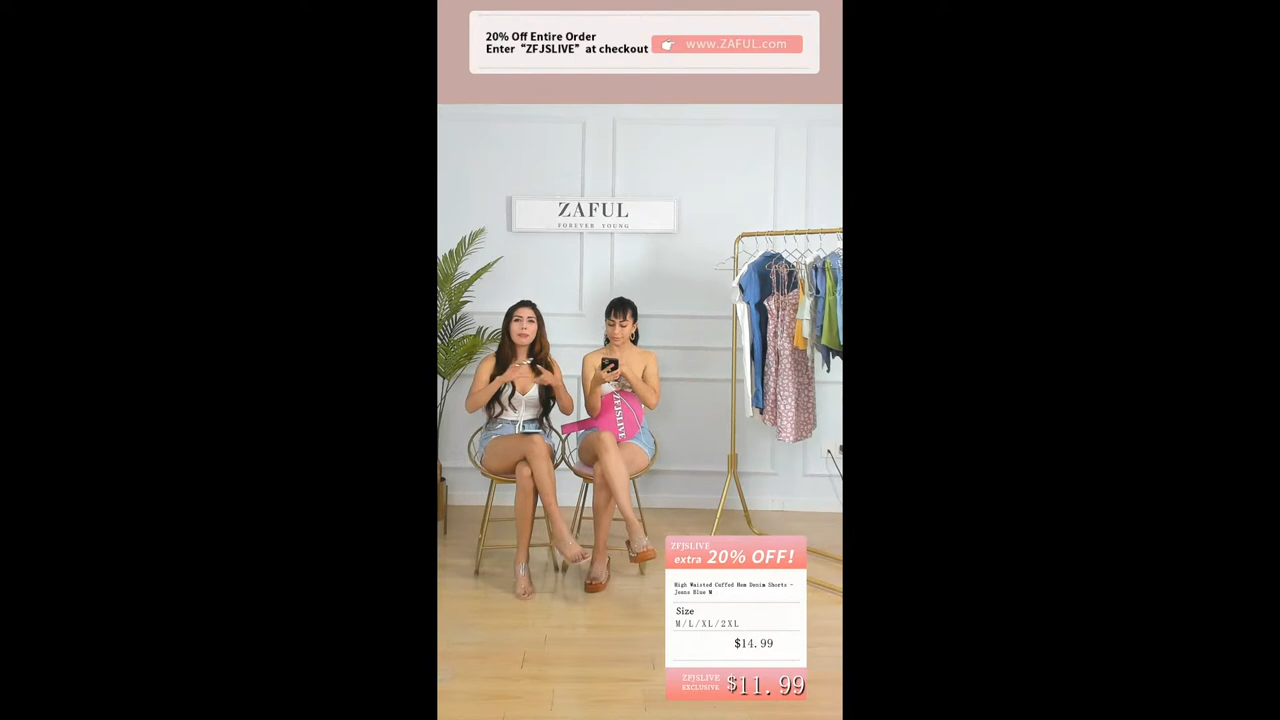 20% Off Entire Order
Enter “ZFJSLIVE” at checkout
www.ZAFUL.com
ZAFUL
FOREVER YOUNG
ZFJSLIVE
ZFJSLIVE
extra 20% OFF!
High Waisted Cuffed Hem Denim Shorts -
Jeans Blue M
Size
M/L/XL/2XL
$14.99
ZFJSLIVE
EXCLUSIVE
$11.99